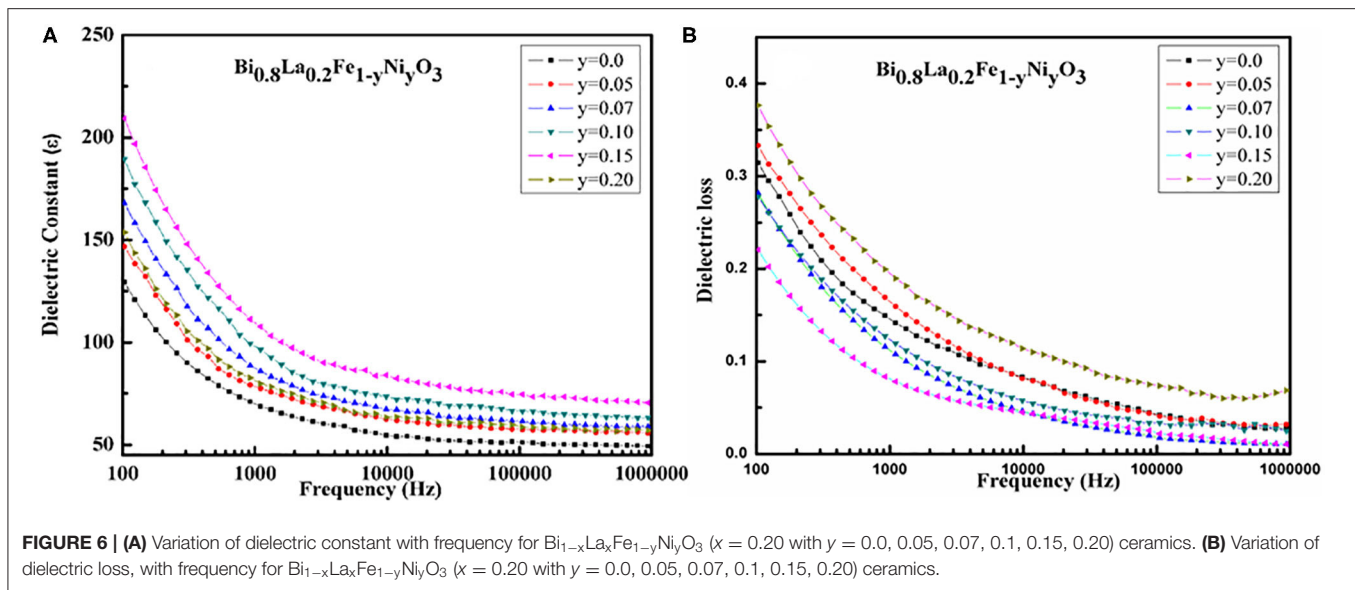 A
250
200
150
100
50
Dielectric Constant (ε)
Bi0.8La0.2Fe1-yNiyO3
y=0.0
y=0.05
y=0.07
y=0.10
y=0.15
y=0.20
100 1000 10000 100000 1000000
Frequency (Hz)
B
0.4
0.3
0.2
0.1
0.0
Dielectric loss
Bi0.8La0.2Fe1-yNiyO3
y=0.0
y=0.05
y=0.07
y=0.10
y=0.15
y=0.20
100 1000 10000 100000 1000000
Frequency (Hz)
FIGURE 6 | (A) Variation of dielectric constant with frequency for Bi1−xLaxFe1−yNiyO3 (x = 0.20 with y = 0.0, 0.05, 0.07, 0.1, 0.15, 0.20) ceramics. (B) Variation of
dielectric loss, with frequency for Bi1−xLaxFe1−yNiyO3 (x = 0.20 with y = 0.0, 0.05, 0.07, 0.1, 0.15, 0.20) ceramics.